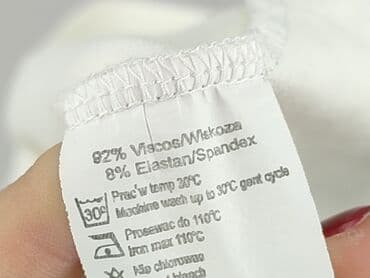 92% Viscos/Wiskoza
8% Elastan/Spandex
Prać w temp 30°C
30° Machine wash up to 30°C gent cycle
Prasować do 110°C
Iron max 110°C
Nie chlorować